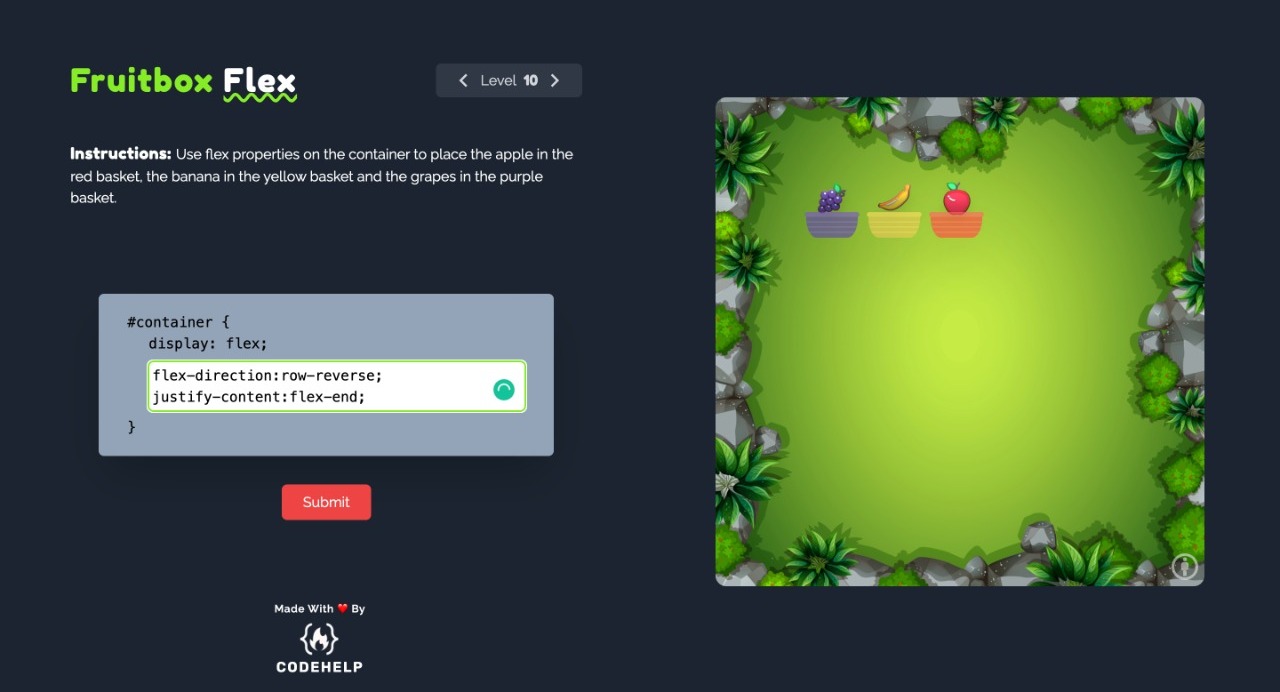 Fruitbox Flex
Level 10
Instructions: Use flex properties on the container to place the apple in the
red basket, the banana in the yellow basket and the grapes in the purple
basket.
#container {
display: flex;
flex-direction:row-reverse;
justify-content:flex-end;
}
Submit
Made With ❤️ By
CODEHELP